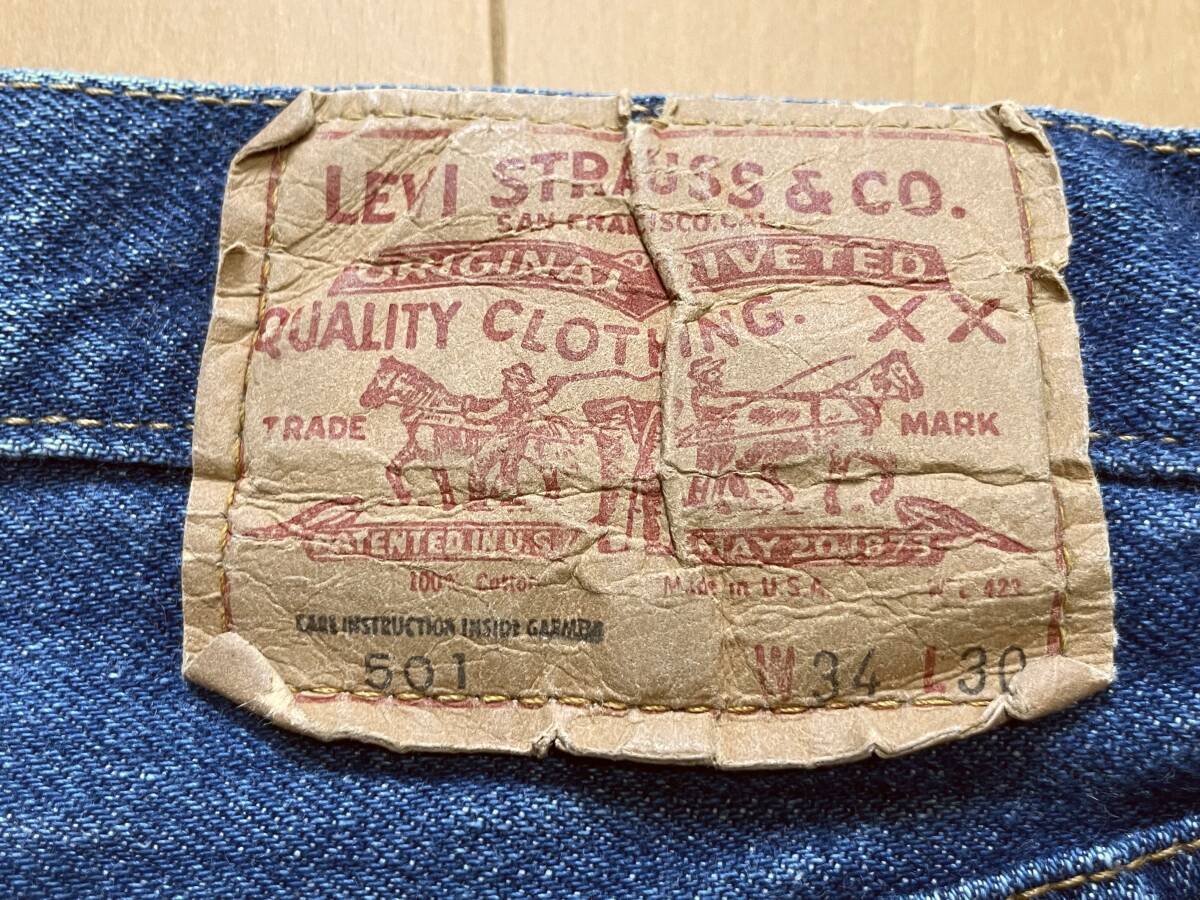 LEVI STRAUSS & CO.
SAN FRANCISCO, CAL.
ORIGINAL® RIVETED
QUALITY CLOTHING. XX
TRADE MARK
PATENTED IN U.S. MAY 20 1873
100% Cotton Made in U.S.A. 423
CARE INSTRUCTION INSIDE GARMENT
501 W 34 L 30